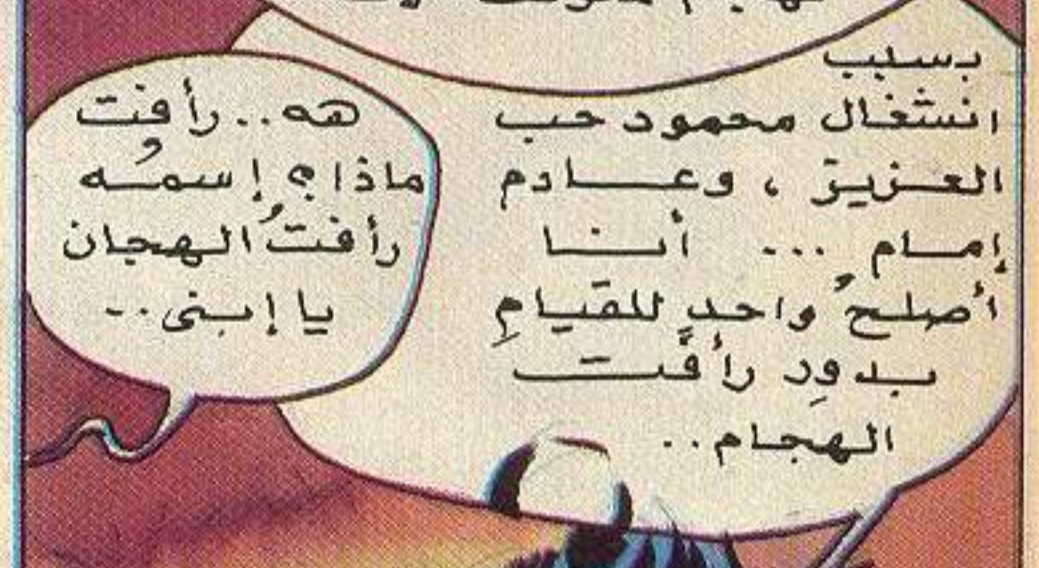 بسبب
انشغال محمود حب
العزيز ، وعادم
إمام ... أنا
أصلحُ واحدٍ للقيامِ
بدورِ رأفت
الهجام..
هه.. رأفت
ماذا؟ إسمُه
رأفتُ الهجان
يا إبنى..